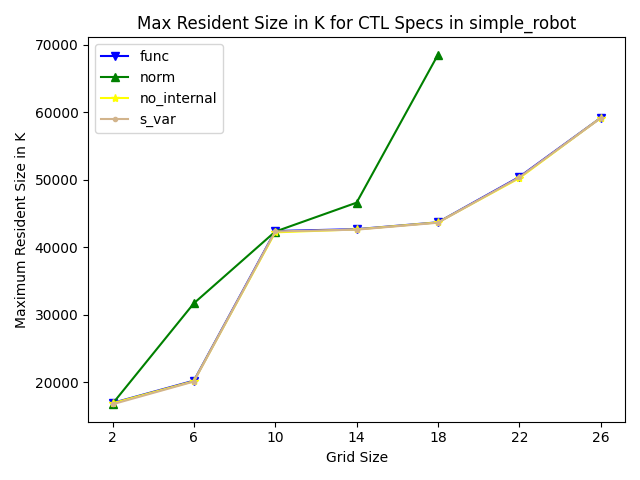 Max Resident Size in K for CTL Specs in simple_robot
func
norm
no_internal
s_var
Maximum Resident Size in K
70000
60000
50000
40000
30000
20000
2 6 10 14 18 22 26
Grid Size